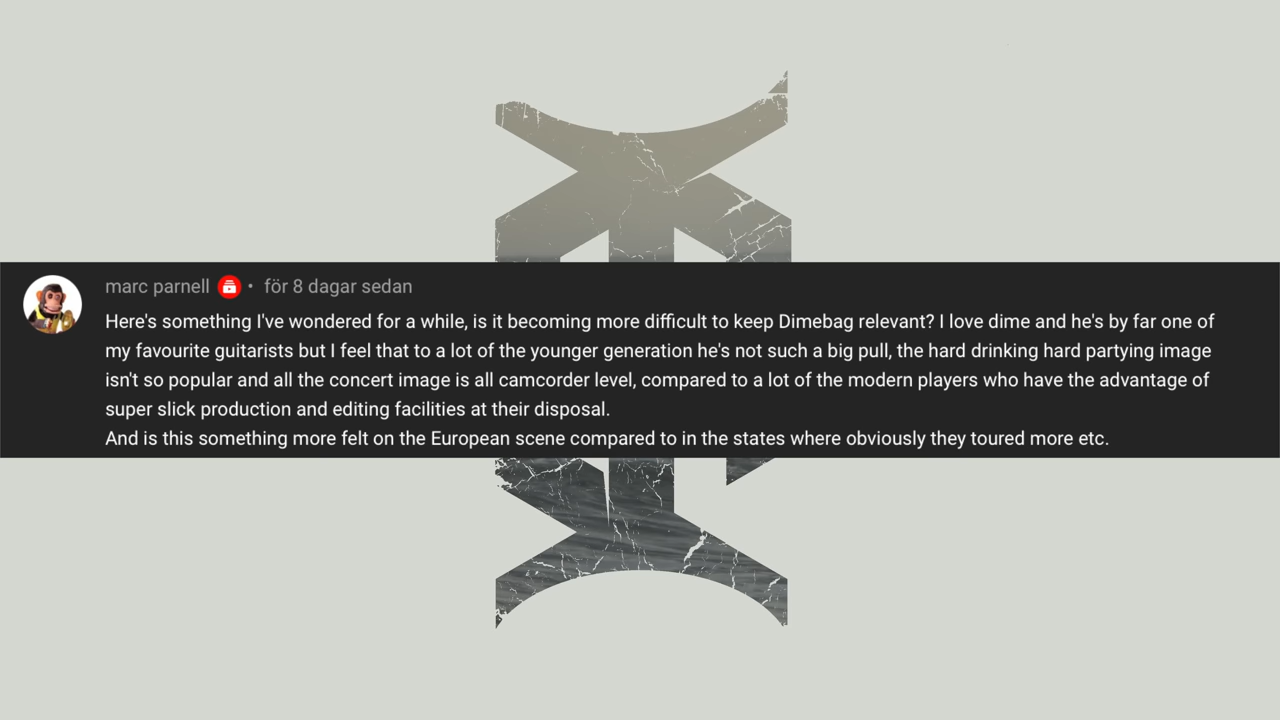 marc parnell • för 8 dagar sedan
Here's something I've wondered for a while, is it becoming more difficult to keep Dimebag relevant? I love dime and he's by far one of
my favourite guitarists but I feel that to a lot of the younger generation he's not such a big pull, the hard drinking hard partying image
isn't so popular and all the concert image is all camcorder level, compared to a lot of the modern players who have the advantage of
super slick production and editing facilities at their disposal.
And is this something more felt on the European scene compared to in the states where obviously they toured more etc.